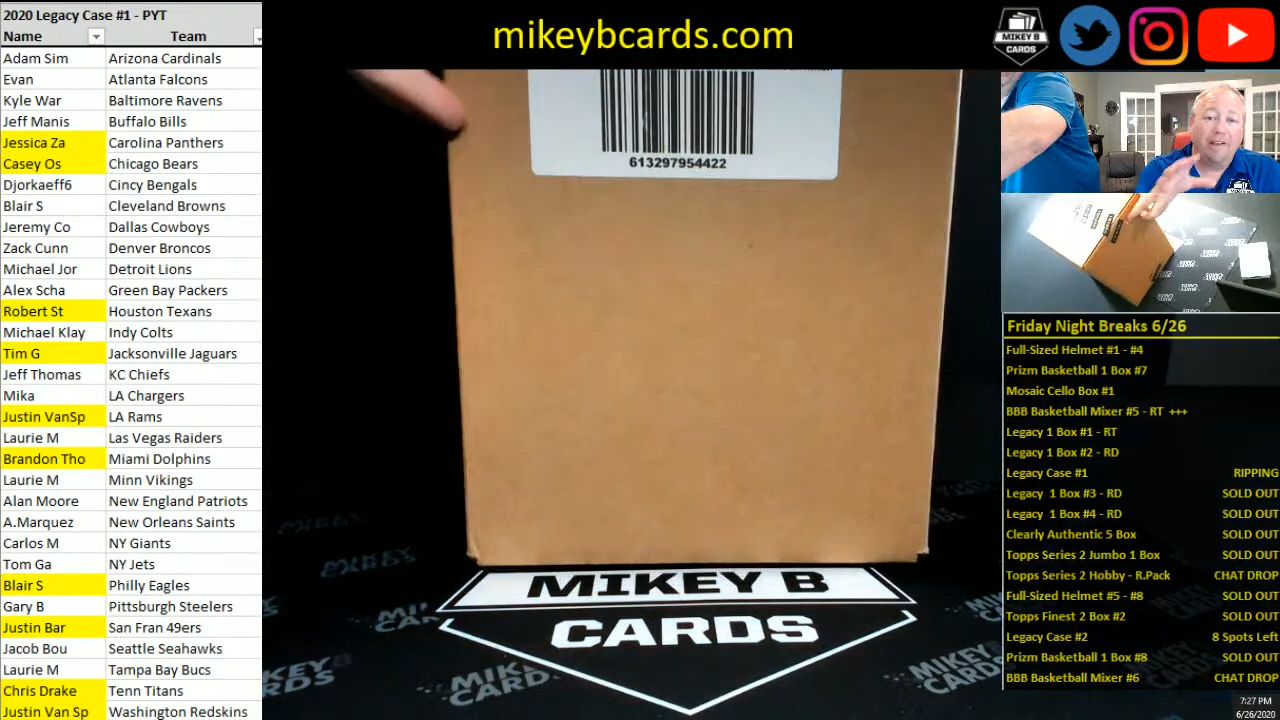 2020 Legacy Case #1 - PYT
Name Team
Adam Sim Arizona Cardinals
Evan Atlanta Falcons
Kyle War Baltimore Ravens
Jeff Manis Buffalo Bills
Jessica Za Carolina Panthers
Casey Os Chicago Bears
Djorkaeff6 Cincy Bengals
Blair S Cleveland Browns
Jeremy Co Dallas Cowboys
Zack Cunn Denver Broncos
Michael Jor Detroit Lions
Alex Scha Green Bay Packers
Robert St Houston Texans
Michael Klay Indy Colts
Tim G Jacksonville Jaguars
Jeff Thomas KC Chiefs
Mika LA Chargers
Justin VanSp LA Rams
Laurie M Las Vegas Raiders
Brandon Tho Miami Dolphins
Laurie M Minn Vikings
Alan Moore New England Patriots
A.Marquez New Orleans Saints
Carlos M NY Giants
Tom Ga NY Jets
Blair S Philly Eagles
Gary B Pittsburgh Steelers
Justin Bar San Fran 49ers
Jacob Bou Seattle Seahawks
Laurie M Tampa Bay Bucs
Chris Drake Tenn Titans
Justin Van Sp Washington Redskins
mikeybcards.com
613297954422
MIKEY B
CARDS
MIKEY B
CARDS
Friday Night Breaks 6/26
Full-Sized Helmet #1 - #4
Prizm Basketball 1 Box #7
Mosaic Cello Box #1
BBB Basketball Mixer #5 - RT +++
Legacy 1 Box #1 - RT
Legacy 1 Box #2 - RD
Legacy Case #1 RIPPING
Legacy 1 Box #3 - RD SOLD OUT
Legacy 1 Box #4 - RD SOLD OUT
Clearly Authentic 5 Box SOLD OUT
Topps Series 2 Jumbo 1 Box SOLD OUT
Topps Series 2 Hobby - R.Pack CHAT DROP
Full-Sized Helmet #5 - #8 SOLD OUT
Topps Finest 2 Box #2 SOLD OUT
Legacy Case #2 8 Spots Left
Prizm Basketball 1 Box #8 SOLD OUT
BBB Basketball Mixer #6 CHAT DROP
7:27 PM
6/26/2020